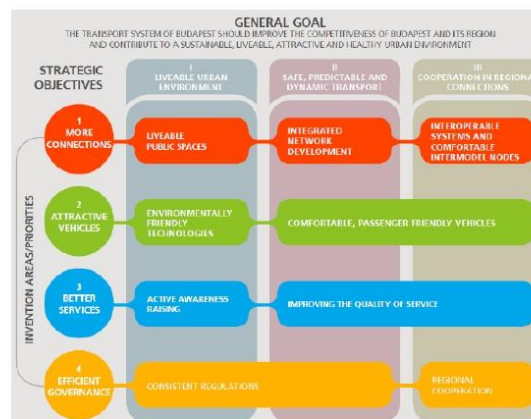 GENERAL GOAL
THE TRANSPORT SYSTEM OF BUDAPEST SHOULD IMPROVE THE COMPETITIVENESS OF BUDAPEST AND ITS REGION
AND CONTRIBUTE TO A SUSTAINABLE, LIVEABLE, ATTRACTIVE AND HEALTHY URBAN ENVIRONMENT
STRATEGIC
OBJECTIVES
I
LIVEABLE URBAN
ENVIRONMENT
II
SAFE, PREDICTABLE AND
DYNAMIC TRANSPORT
III
COOPERATION IN REGIONAL
CONNECTIONS
INVENTION AREAS/PRIORITIES
1
MORE
CONNECTIONS
LIVEABLE
PUBLIC SPACES
INTEGRATED
NETWORK
DEVELOPMENT
INTEROPERABLE
SYSTEMS AND
COMFORTABLE
INTERMODEL NODES
2
ATTRACTIVE
VEHICLES
ENVIRONMENTALLY
FRIENDLY
TECHNOLOGIES
COMFORTABLE, PASSENGER FRIENDLY VEHICLES
3
BETTER
SERVICES
ACTIVE AWARENESS
RAISING
IMPROVING THE QUALITY OF SERVICE
4
EFFICIENT
GOVERNANCE
CONSISTENT REGULATIONS
REGIONAL
COOPERATION